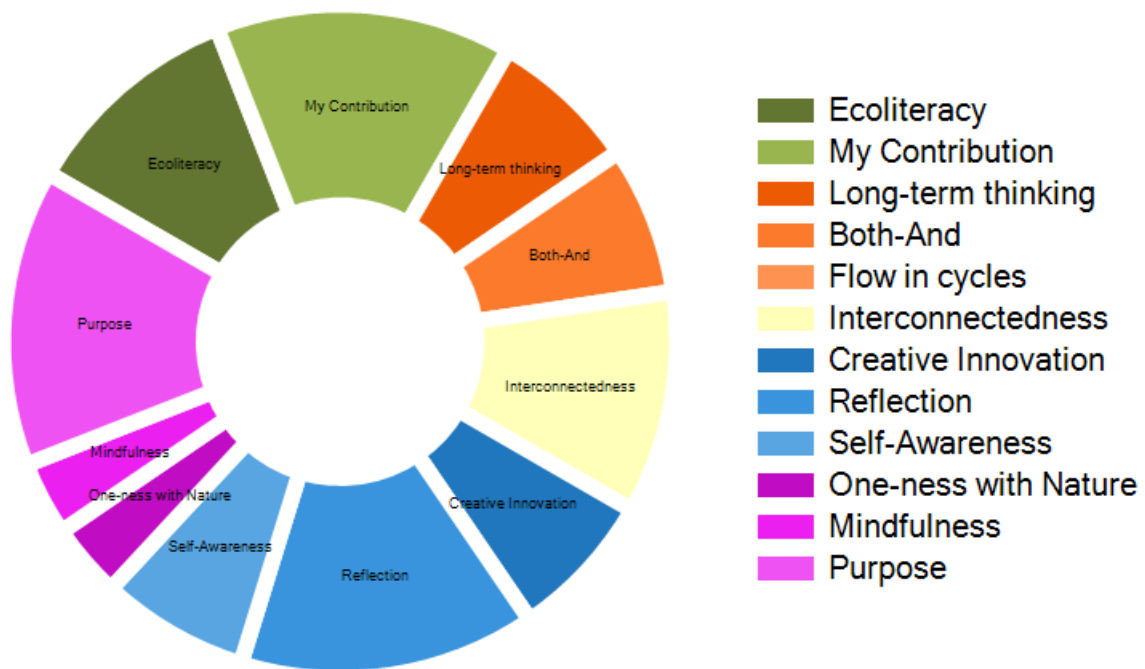 My Contribution
Ecoliteracy
Long-term thinking
Both-And
Purpose
Interconnectedness
Mindfulness
One-ness with Nature
Creative Innovation
Self-Awareness
Reflection
Ecoliteracy
My Contribution
Long-term thinking
Both-And
Flow in cycles
Interconnectedness
Creative Innovation
Reflection
Self-Awareness
One-ness with Nature
Mindfulness
Purpose